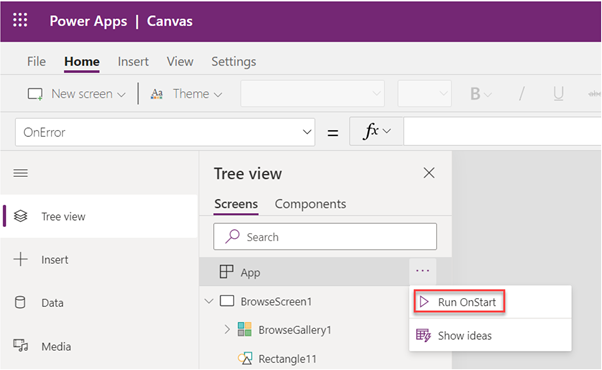 Power Apps | Canvas
File Home Insert View Settings
New screen Theme B / U abc
OnError = fx
Tree view
Screens Components
Search
Tree view
Insert
Data
Media
App ...
BrowseScreen1
BrowseGallery1
Rectangle11
Run OnStart
Show ideas